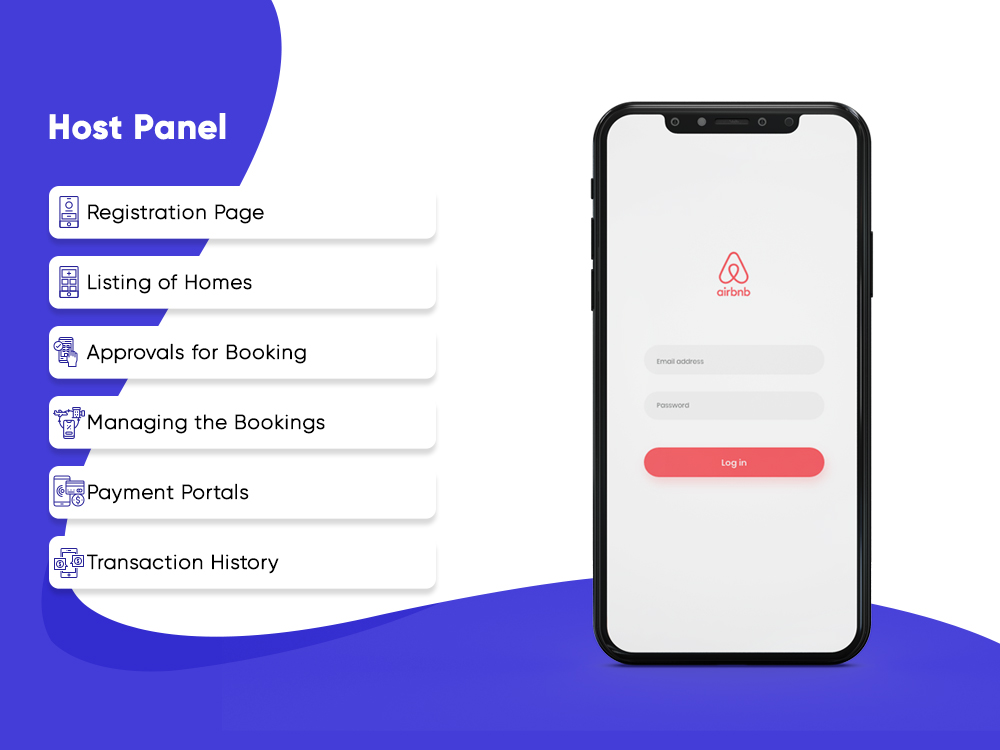 Host Panel
Registration Page
Listing of Homes
Approvals for Booking
Managing the Bookings
Payment Portals
Transaction History
airbnb
Email address
Password
Log in